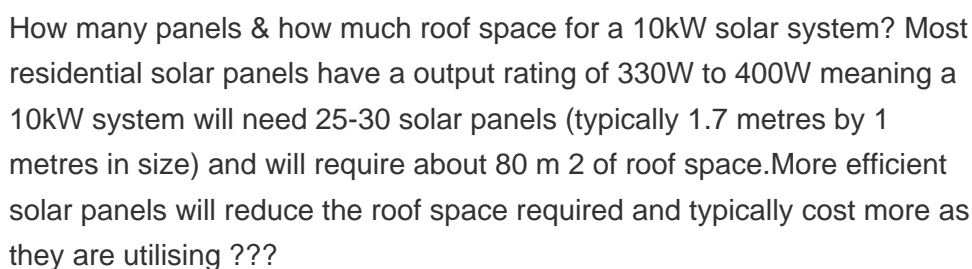 How many panels & how much roof space for a 10kW solar system? Most
residential solar panels have a output rating of 330W to 400W meaning a
10kW system will need 25-30 solar panels (typically 1.7 metres by 1
metres in size) and will require about 80 m 2 of roof space.More efficient
solar panels will reduce the roof space required and typically cost more as
they are utilising ???